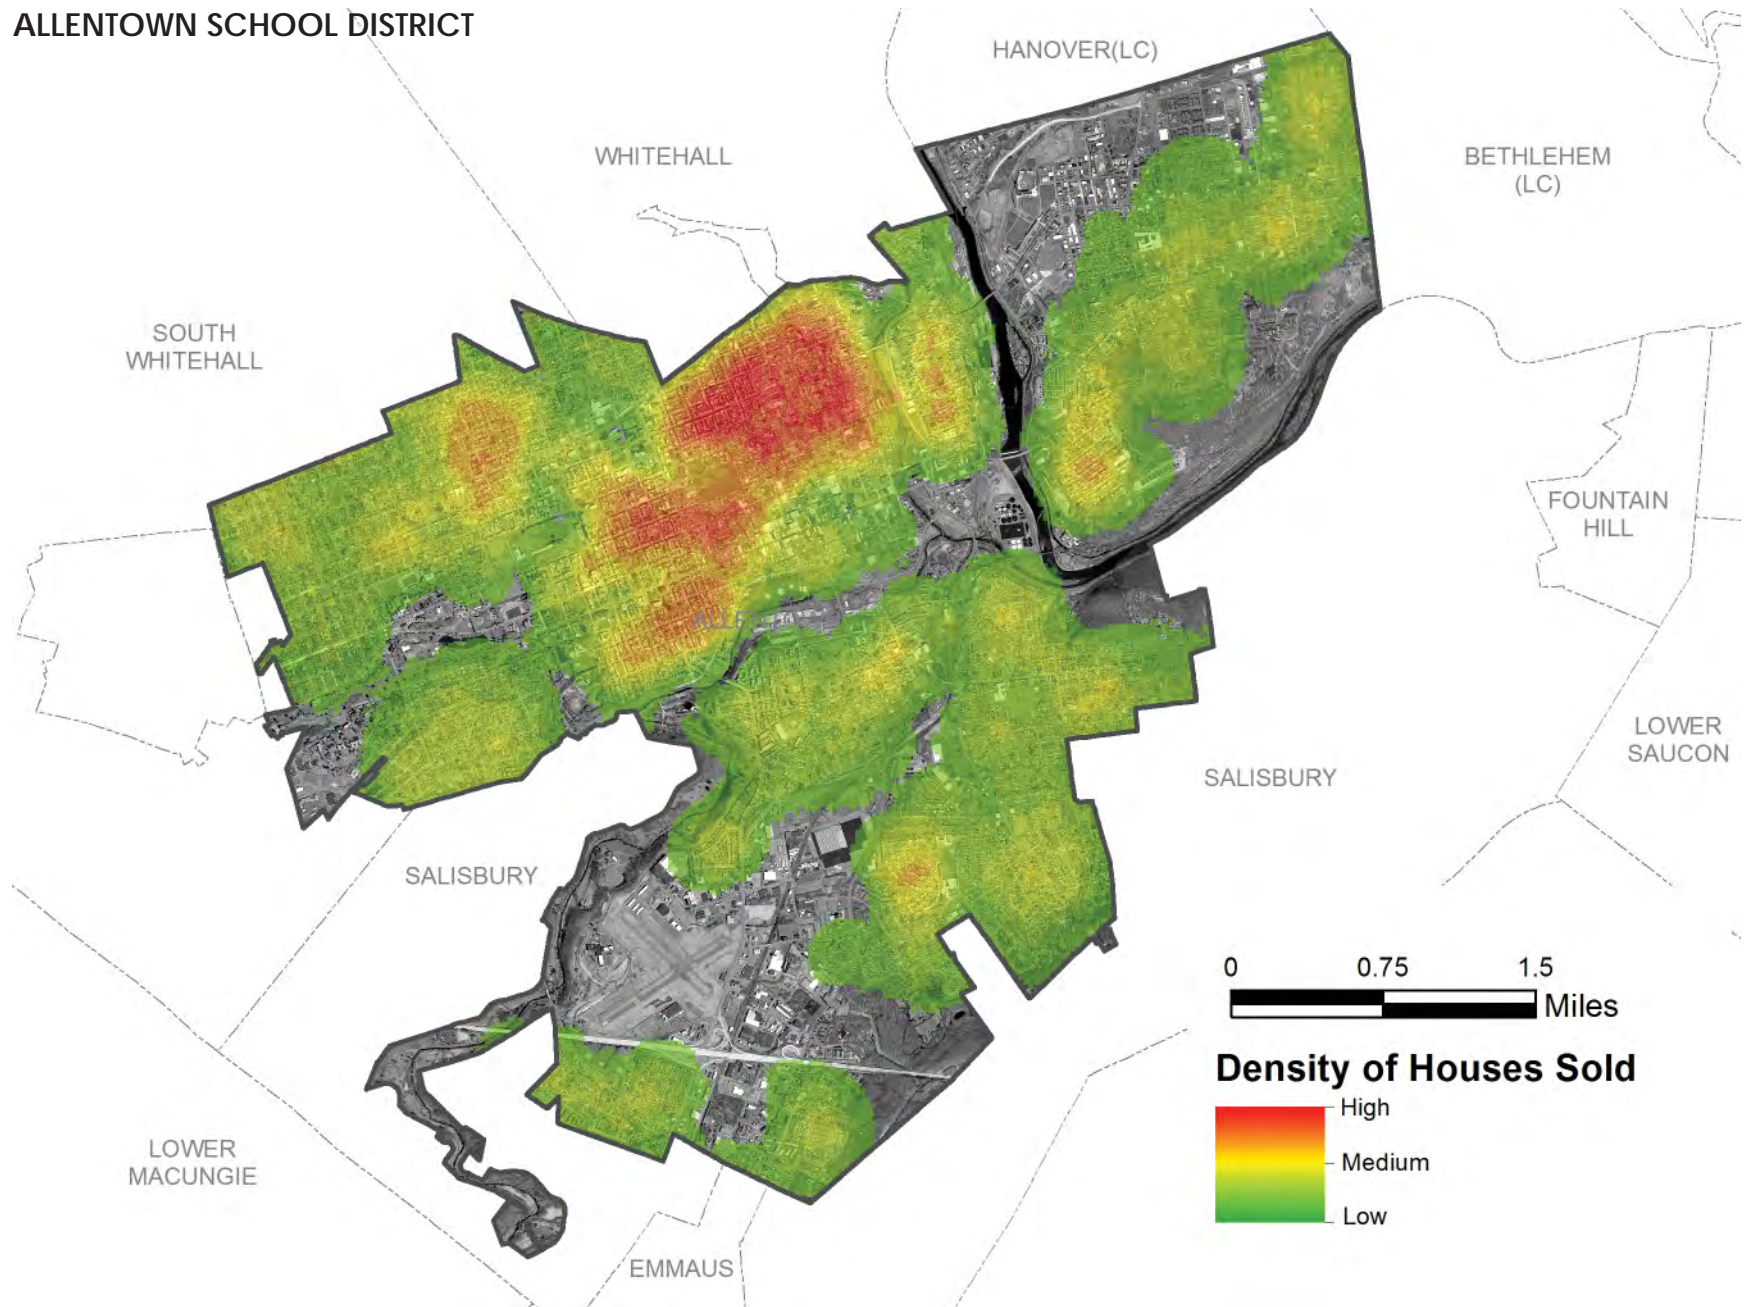 ALLENTOWN SCHOOL DISTRICT
HANOVER(LC)
WHITEHALL
BETHLEHEM
(LC)
SOUTH
WHITEHALL
FOUNTAIN
HILL
LOWER
SAUCON
SALISBURY
SALISBURY
0 0.75 1.5
Miles
Density of Houses Sold
High
Medium
Low
LOWER
MACUNGIE
EMMAUS